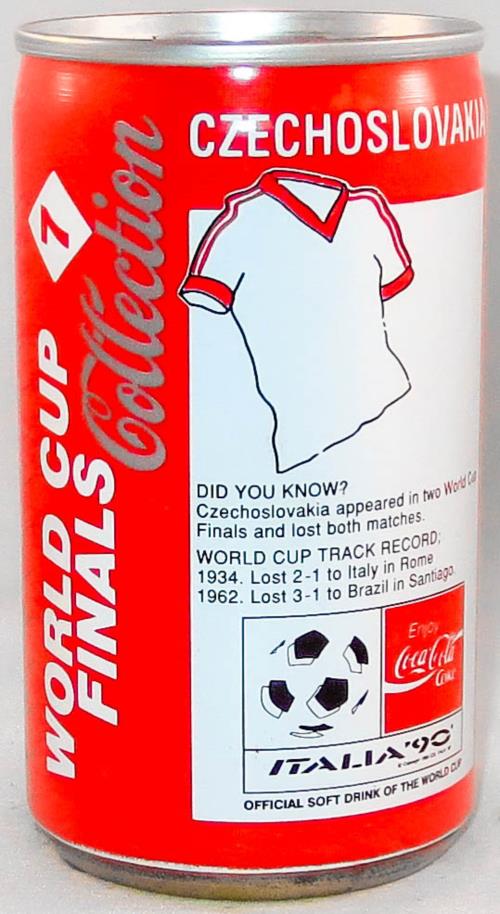 CZECHOSLOVAKIA
7
WORLD CUP
FINALS
Collection
DID YOU KNOW?
Czechoslovakia appeared in two World Cup
Finals and lost both matches.
WORLD CUP TRACK RECORD;
1934. Lost 2-1 to Italy in Rome
1962. Lost 3-1 to Brazil in Santiago.
Enjoy
Coca-Cola
Coke
ITALIA'90
OFFICIAL SOFT DRINK OF THE WORLD CUP